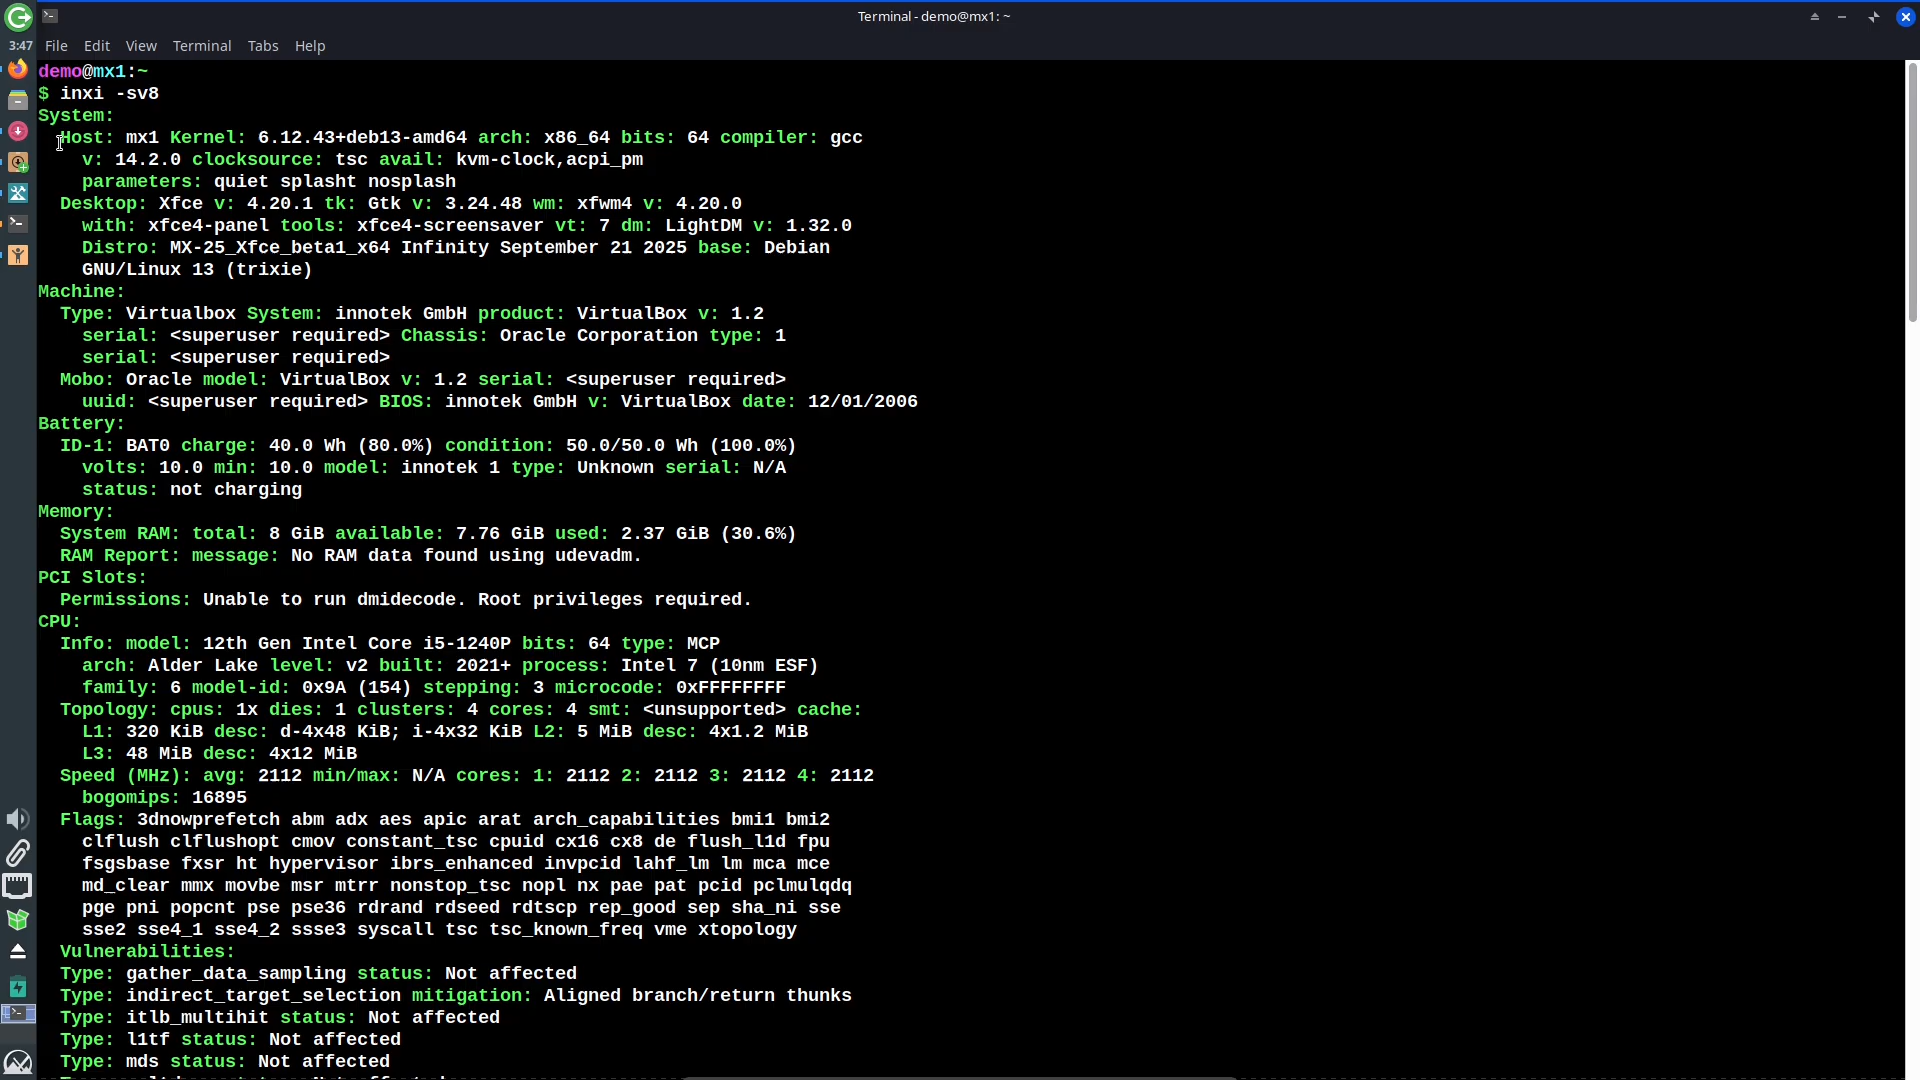 Terminal - demo@mx1: ~
3:47
File Edit View Terminal Tabs Help
demo@mx1:~
$ inxi -sv8
System:
Host: mx1 Kernel: 6.12.43+deb13-amd64 arch: x86_64 bits: 64 compiler: gcc
v: 14.2.0 clocksource: tsc avail: kvm-clock,acpi_pm
parameters: quiet splasht nosplash
Desktop: Xfce v: 4.20.1 tk: Gtk v: 3.24.48 wm: xfwm4 v: 4.20.0
with: xfce4-panel tools: xfce4-screensaver vt: 7 dm: LightDM v: 1.32.0
Distro: MX-25_Xfce_beta1_x64 Infinity September 21 2025 base: Debian
GNU/Linux 13 (trixie)
Machine:
Type: Virtualbox System: innotek GmbH product: VirtualBox v: 1.2
serial: <superuser required> Chassis: Oracle Corporation type: 1
serial: <superuser required>
Mobo: Oracle model: VirtualBox v: 1.2 serial: <superuser required>
uuid: <superuser required> BIOS: innotek GmbH v: VirtualBox date: 12/01/2006
Battery:
ID-1: BAT0 charge: 40.0 Wh (80.0%) condition: 50.0/50.0 Wh (100.0%)
volts: 10.0 min: 10.0 model: innotek 1 type: Unknown serial: N/A
status: not charging
Memory:
System RAM: total: 8 GiB available: 7.76 GiB used: 2.37 GiB (30.6%)
RAM Report: message: No RAM data found using udevadm.
PCI Slots:
Permissions: Unable to run dmidecode. Root privileges required.
CPU:
Info: model: 12th Gen Intel Core i5-1240P bits: 64 type: MCP
arch: Alder Lake level: v2 built: 2021+ process: Intel 7 (10nm ESF)
family: 6 model-id: 0x9A (154) stepping: 3 microcode: 0xFFFFFFFF
Topology: cpus: 1x dies: 1 clusters: 4 cores: 4 smt: <unsupported> cache:
L1: 320 KiB desc: d-4x48 KiB; i-4x32 KiB L2: 5 MiB desc: 4x1.2 MiB
L3: 48 MiB desc: 4x12 MiB
Speed (MHz): avg: 2112 min/max: N/A cores: 1: 2112 2: 2112 3: 2112 4: 2112
bogomips: 16895
Flags: 3dnowprefetch abm adx aes apic arat arch_capabilities bmi1 bmi2
clflush clflushopt cmov constant_tsc cpuid cx16 cx8 de flush_l1d fpu
fsgsbase fxsr ht hypervisor ibrs_enhanced invpcid lahf_lm lm mca mce
md_clear mmx movbe msr mtrr nonstop_tsc nopl nx pae pat pcid pclmulqdq
pge pni popcnt pse pse36 rdrand rdseed rdtscp rep_good sep sha_ni sse
sse2 sse4_1 sse4_2 ssse3 syscall tsc tsc_known_freq vme xtopology
Vulnerabilities:
Type: gather_data_sampling status: Not affected
Type: indirect_target_selection mitigation: Aligned branch/return thunks
Type: itlb_multihit status: Not affected
Type: l1tf status: Not affected
Type: mds status: Not affected